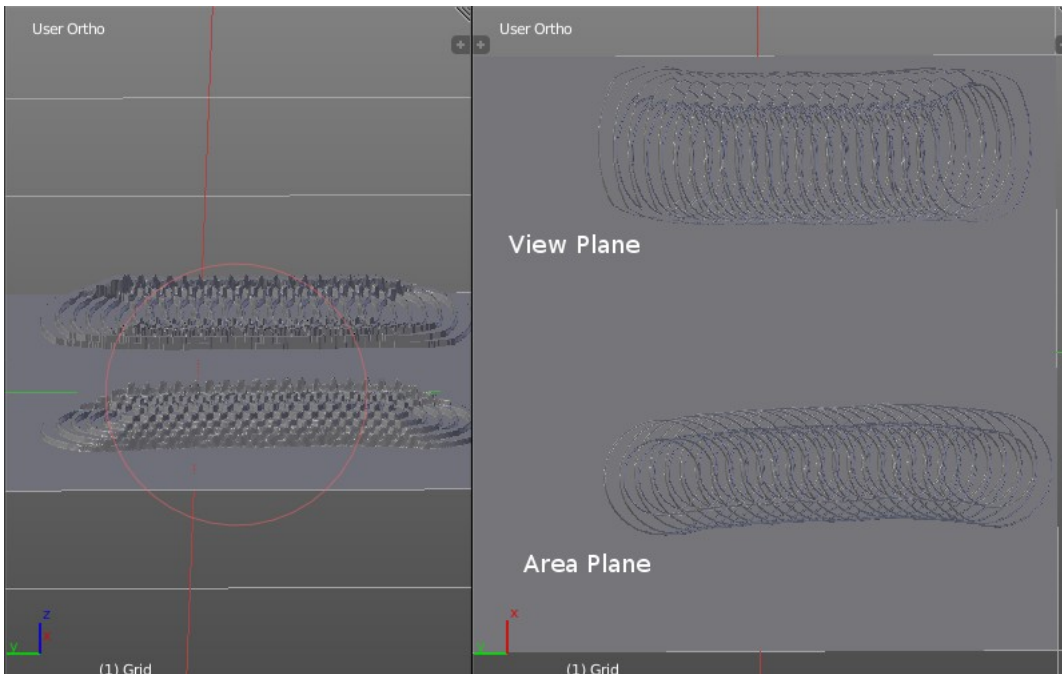 User Ortho
User Ortho
View Plane
Area Plane
z
x
y
(1) Grid
x
y
(1) Grid